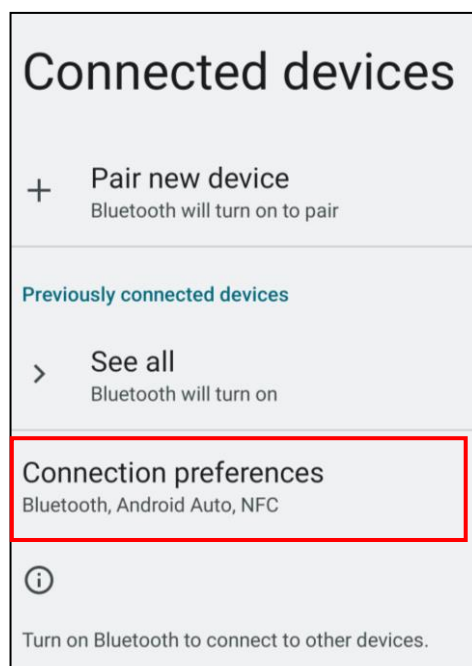 Connected devices
Pair new device
Bluetooth will turn on to pair
Previously connected devices
See all
Bluetooth will turn on
Connection preferences
Bluetooth, Android Auto, NFC
Turn on Bluetooth to connect to other devices.